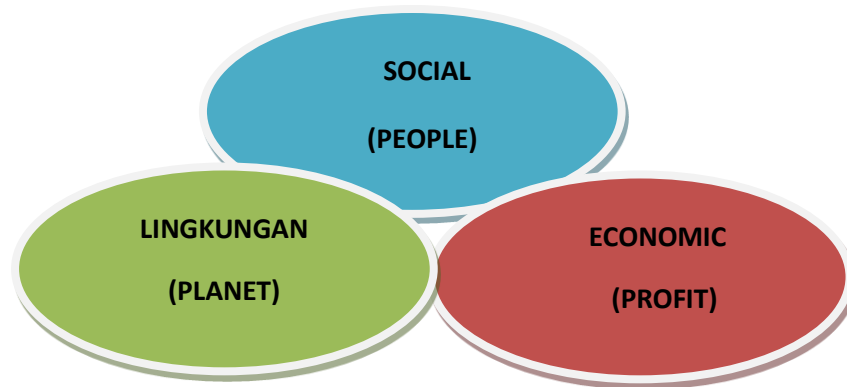 SOCIAL
(PEOPLE)
LINGKUNGAN
(PLANET)
ECONOMIC
(PROFIT)